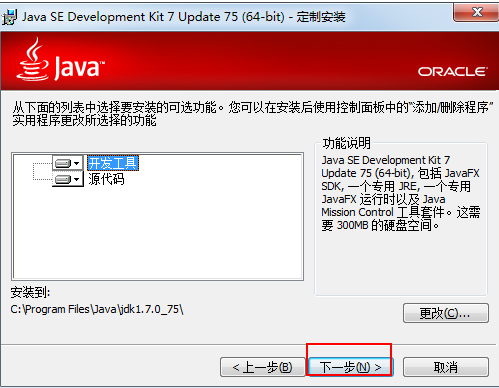 Java SE Development Kit 7 Update 75 (64-bit) - 定制安装
Java™
ORACLE
从下面的列表中选择要安装的可选功能。您可以在安装后使用控制面板中的“添加/删除程序”
实用程序更改所选择的功能
开发工具
源代码
功能说明
Java SE Development Kit 7
Update 75 (64-bit), 包括 JavaFX
SDK, 一个专用 JRE, 一个专用
JavaFX 运行时以及 Java
Mission Control 工具套件。这需
要 300MB 的硬盘空间。
安装到:
C:\Program Files\Java\jdk1.7.0_75\
更改(C)...
< 上一步(B)
下一步(N) >
取消